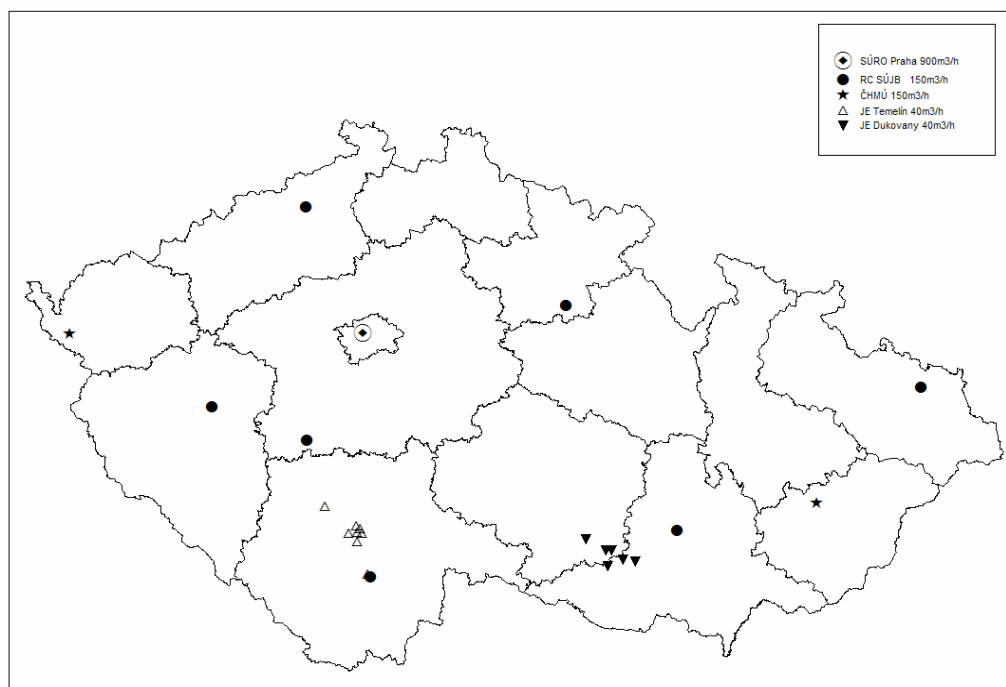 SÚRO Praha 900m3/h
RC SÚJB 150m3/h
ČHMÚ 150m3/h
JE Temelín 40m3/h
JE Dukovany 40m3/h